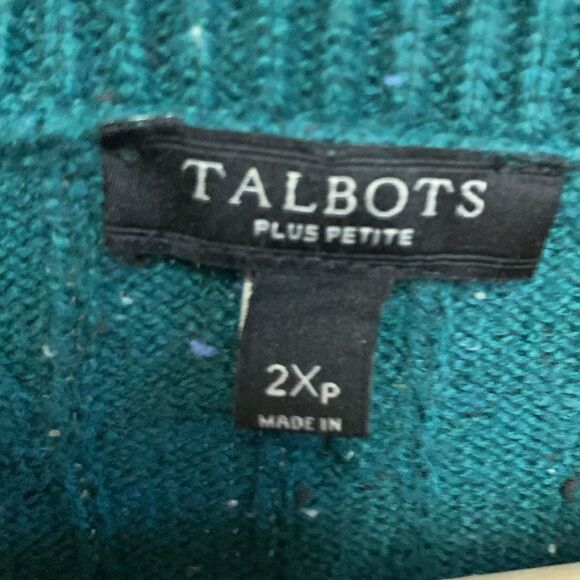 TALBOTS
PLUS PETITE
2XP
MADE IN